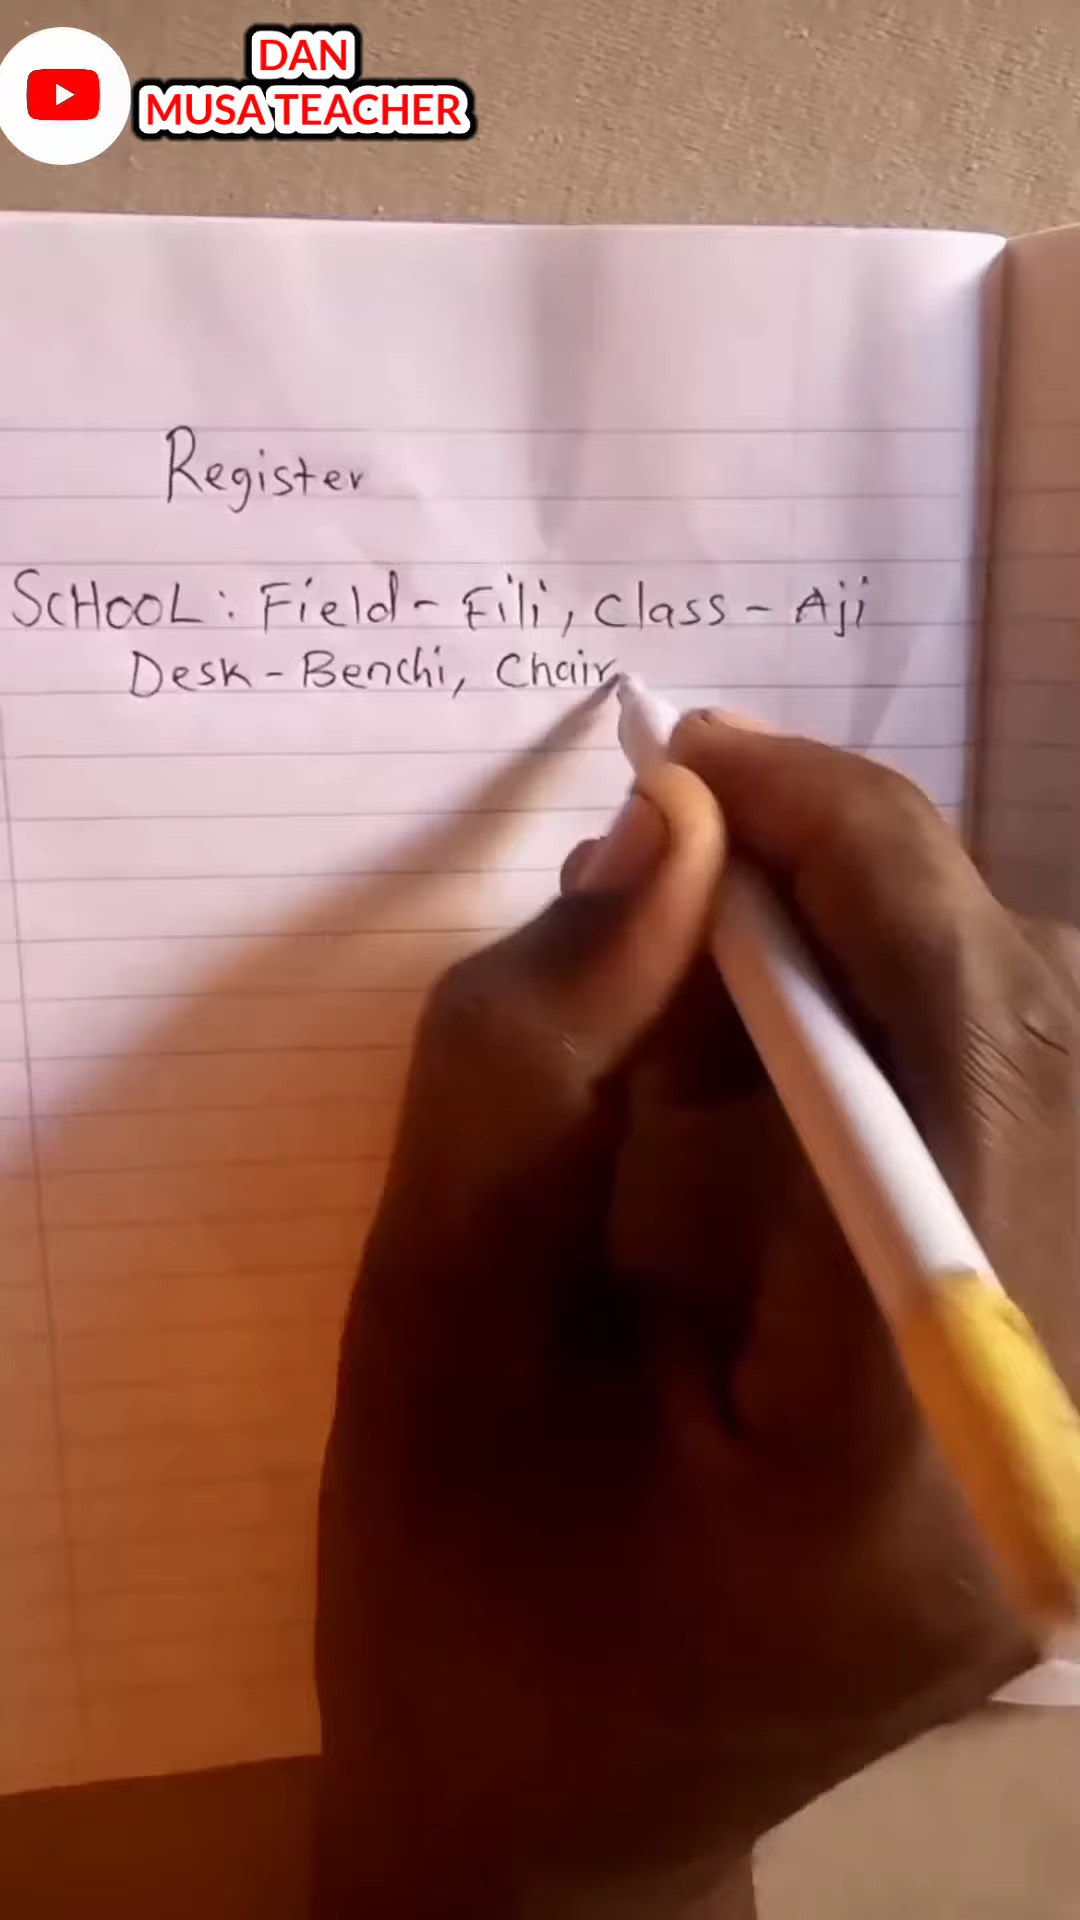 DAN
MUSA TEACHER
Register
SCHOOL: Field - Fili, Class - Aji
Desk - Benchi, Chair